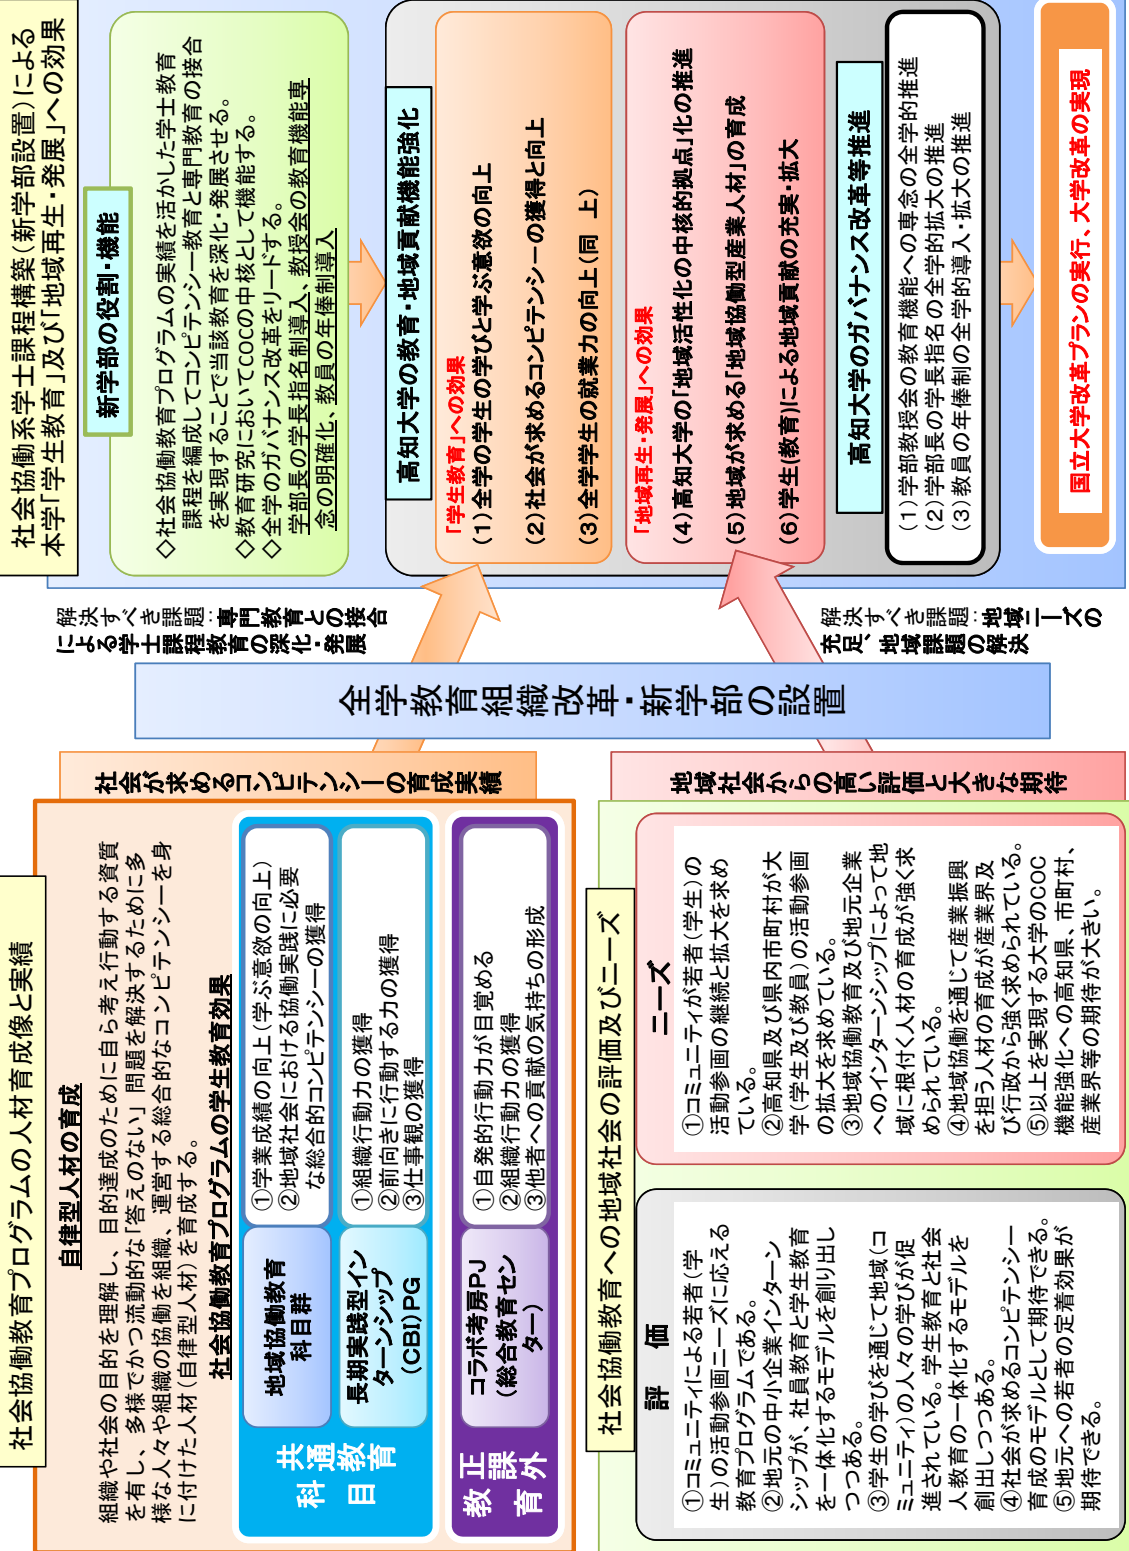 社会協働教育プログラムの人材育成像と実績
自律型人材の育成
組織や社会の目的を理解し、目的達成のために自ら考え行動する資質
を有し、多様でかつ流動的な「答えのない」問題を解決するために多
様な人々や組織の協働を組織、運営する総合的なコンピテンシーを身
に付けた人材(自律型人材)を育成する。
社会協働教育プログラムの学生教育効果
共通教育
科目
地域協働教育
科目群
①学業成績の向上(学ぶ意欲の向上)
②地域社会における協働実践に必要
な総合的コンピテンシーの獲得
長期実践型イン
ターンシップ
(CBI)PG
①組織行動力の獲得
②前向きに行動する力の獲得
③仕事観の獲得
正課外
教育
コラボ考房PJ
(総合教育セン
ター)
①自発的行動力が目覚める
②組織行動力の獲得
③他者への貢献の気持ちの形成
社会が求めるコンピテンシーの育成実績
社会協働教育への地域社会の評価及びニーズ
評 価
①コミュニティによる若者(学
生)の活動参画ニーズに応える
教育プログラムである。
②地元の中小企業インターン
シップが、社員教育と学生教育
を一体化するモデルを創り出し
つつある。
③学生の学びを通じて地域(コ
ミュニティ)の人々の学びが促
進されている。学生教育と社会
人教育の一体化するモデルを
創出しつつある。
④社会が求めるコンピテンシー
育成のモデルとして期待できる。
⑤地元への若者の定着効果が
期待できる。
ニーズ
①コミュニティが若者(学生)の
活動参画の継続と拡大を求め
ている。
②高知県及び県内市町村が大
学(学生及び教員)の活動参画
の拡大を求めている。
③地域協働教育及び地元企業
へのインターンシップによって地
域に根付く人材の育成が強く求
められている。
④地域協働を通じて産業振興
を担う人材の育成が産業界及
び行政から強く求められている。
⑤以上を実現する大学のCOC
機能強化への高知県、市町村、
産業界等の期待が大きい。
地域社会からの高い評価と大きな期待
全学教育組織改革・新学部の設置
解決すべき課題：専門教育との接合
による学士課程教育の深化・発展
解決すべき課題：地域ニーズの
充足、地域課題の解決
社会協働系学士課程構築(新学部設置)による
本学「学生教育」及び「地域再生・発展」への効果
新学部の役割・機能
◇社会協働教育プログラムの実績を活かした学士教育
課程を編成してコンピテンシー教育と専門教育の接合
を実現することで当該教育を深化・発展させる。
◇教育研究においてCOCの中核として機能する。
◇全学のガバナンス改革をリードする。
学部長の学長指名制導入、教授会の教育機能専
念の明確化、教員の年俸制導入
高知大学の教育・地域貢献機能強化
「学生教育」への効果
(1)全学の学生の学びと学ぶ意欲の向上
(2)社会が求めるコンピテンシーの獲得と向上
(3)全学学生の就業力の向上(同 上)
「地域再生・発展」への効果
(4)高知大学の「地域活性化の中核的拠点」化の推進
(5)地域が求める「地域協働型産業人材」の育成
(6)学生(教育)による地域貢献の充実・拡大
高知大学のガバナンス改革等推進
(1)学部教授会の教育機能への専念の全学的推進
(2)学部長の学長指名の全学的拡大の推進
(3)教員の年俸制の全学的導入・拡大の推進
国立大学改革プランの実行、大学改革の実現